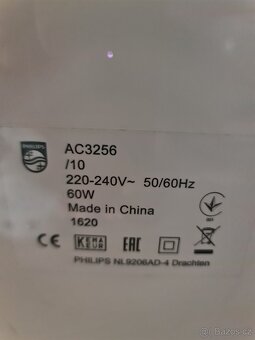 PHILIPS
AC3256
/10
220-240V~ 50/60Hz
60W
Made in China
1620
CE KEMA KEUR EAC
PHILIPS NL9206AD-4 Drachten